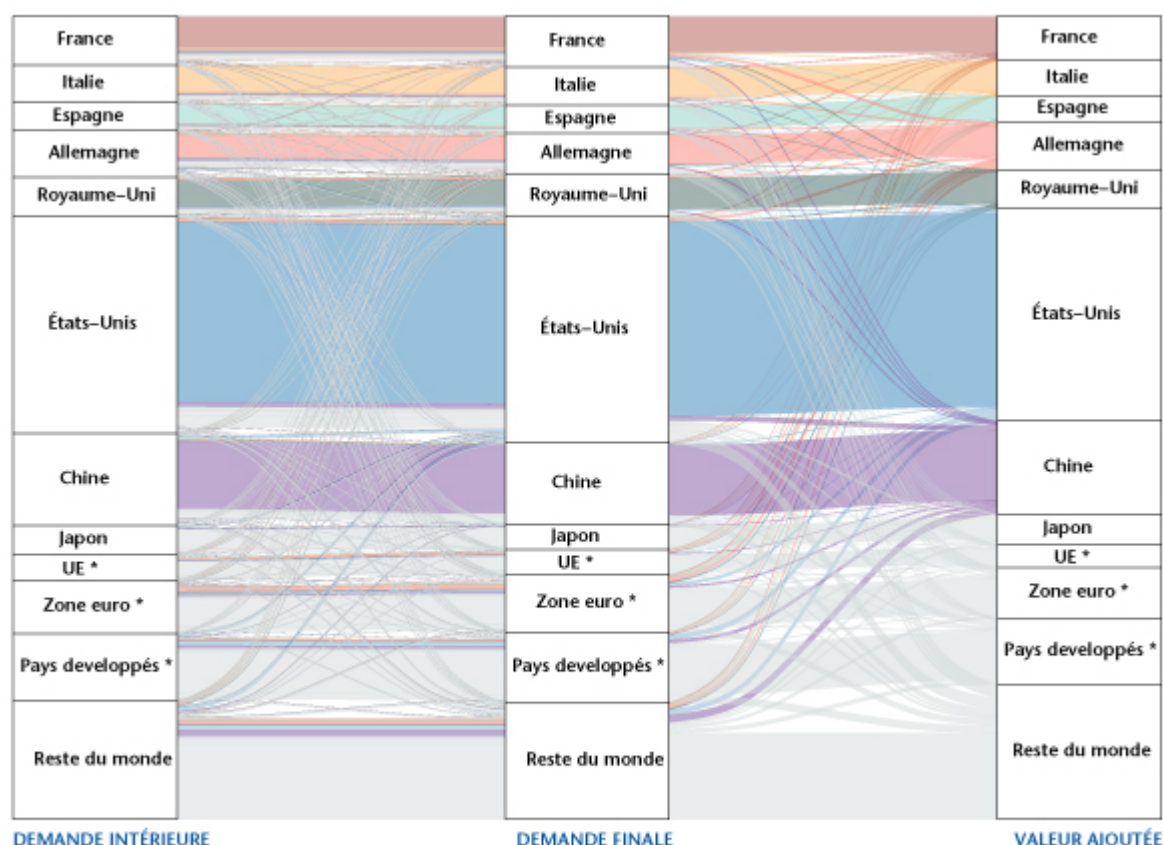 France
Italie
Espagne
Allemagne
Royaume–Uni
États–Unis
Chine
Japon
UE *
Zone euro *
Pays developpés *
Reste du monde
DEMANDE INTÉRIEURE
France
Italie
Espagne
Allemagne
Royaume–Uni
États–Unis
Chine
Japon
UE *
Zone euro *
Pays developpés *
Reste du monde
DEMANDE FINALE
France
Italie
Espagne
Allemagne
Royaume–Uni
États–Unis
Chine
Japon
UE *
Zone euro *
Pays developpés *
Reste du monde
VALEUR AJOUTÉE